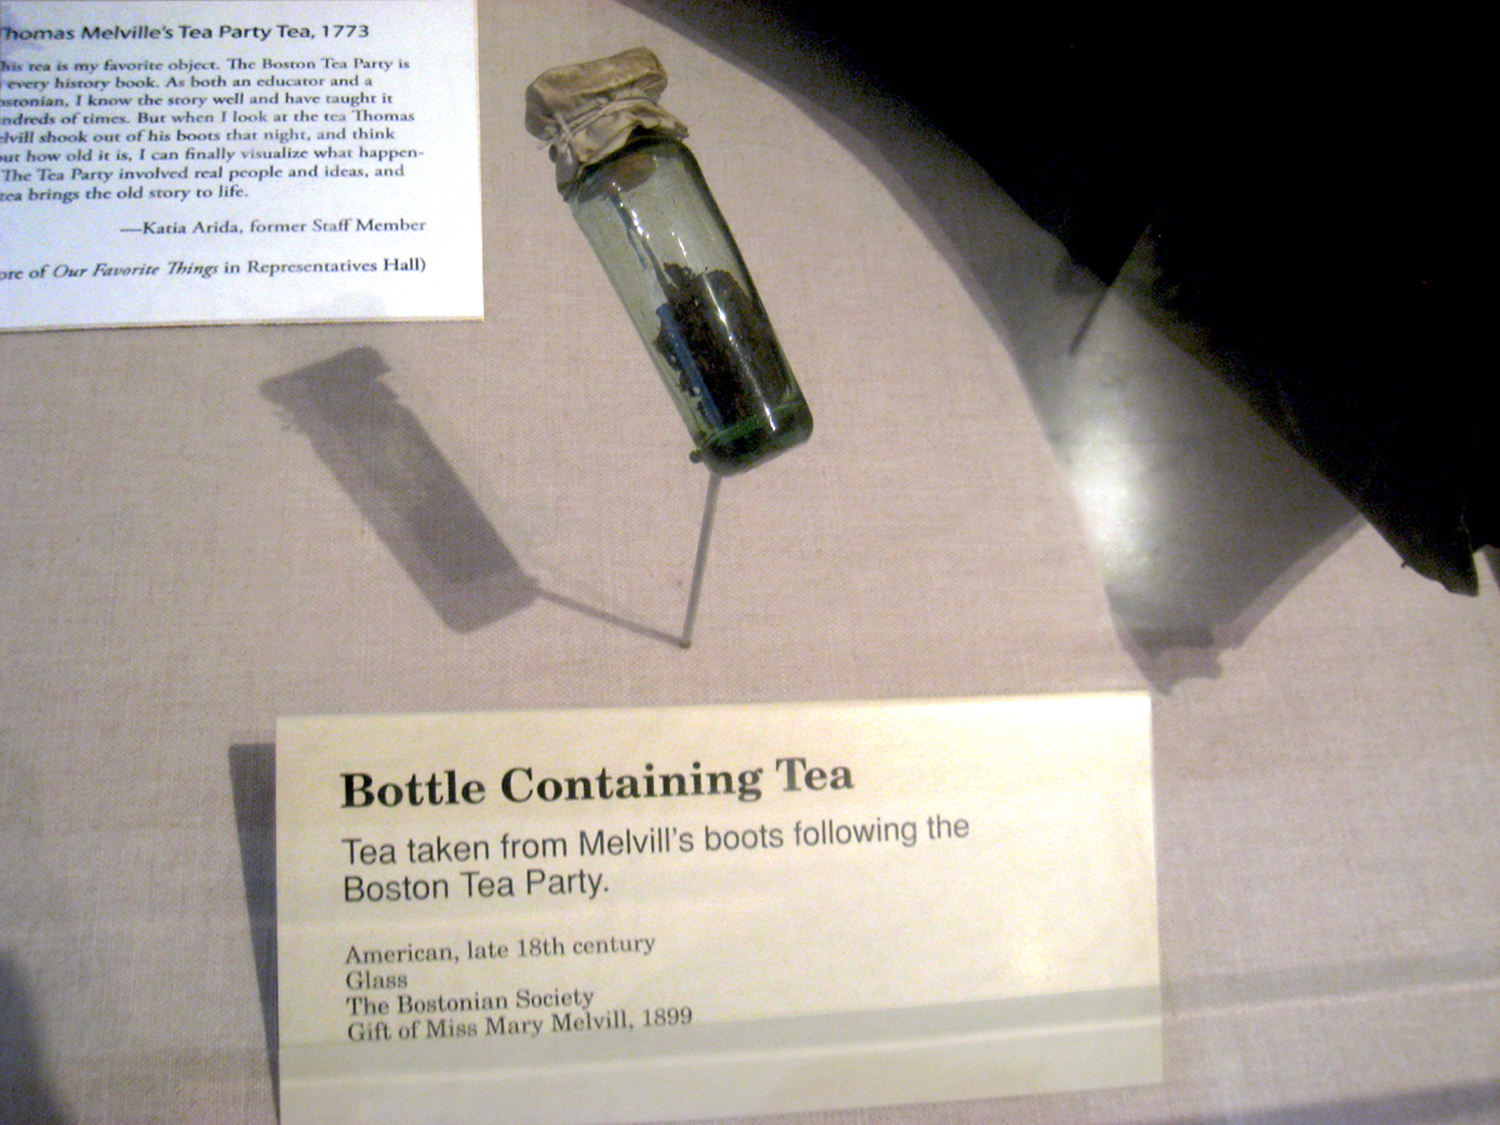 Thomas Melville's Tea Party Tea, 1773
his tea is my favorite object. The Boston Tea Party is
every history book. As both an educator and a
ostonian, I know the story well and have taught it
ndreds of times. But when I look at the tea Thomas
elvill shook out of his boots that night, and think
out how old it is, I can finally visualize what happen-
The Tea Party involved real people and ideas, and
tea brings the old story to life.
—Katia Arida, former Staff Member
ore of Our Favorite Things in Representatives Hall)
Bottle Containing Tea
Tea taken from Melvill's boots following the
Boston Tea Party.
American, late 18th century
Glass
The Bostonian Society
Gift of Miss Mary Melvill, 1899